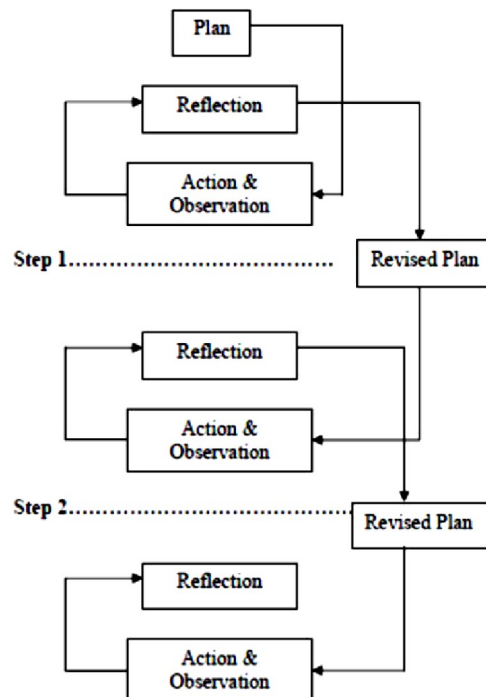 Plan
Reflection
Action &
Observation
Step 1........................................
Revised Plan
Reflection
Action &
Observation
Step 2...........................................
Revised Plan
Reflection
Action &
Observation